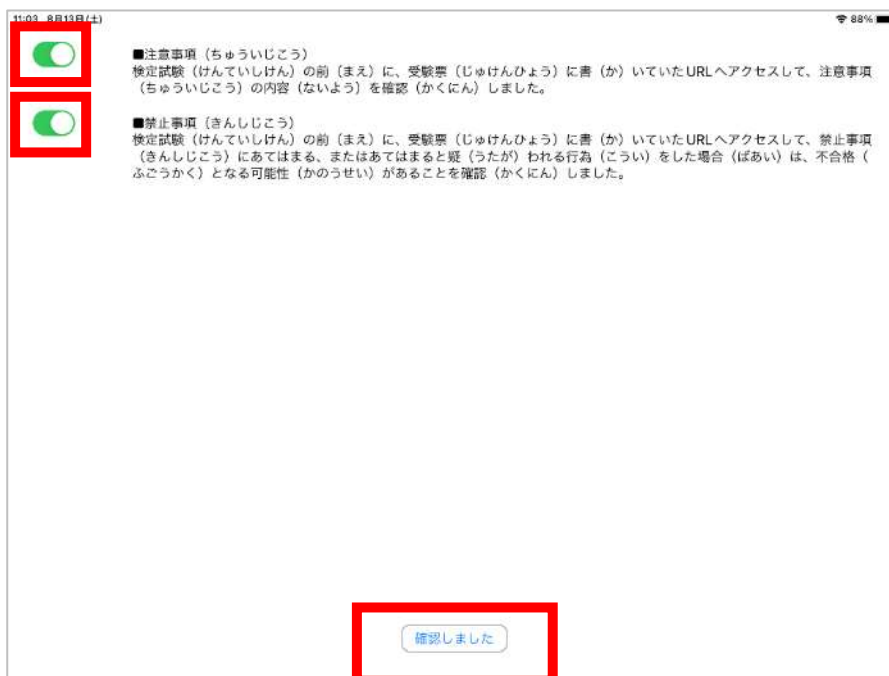 11:03 8月13日(土)
88%
■注意事項（ちゅういじこう）
検定試験（けんていしけん）の前（まえ）に、受験票（じゅけんひょう）に書（か）いていたURLへアクセスして、注意事項
（ちゅういじこう）の内容（ないよう）を確認（かくにん）しました。
■禁止事項（きんしじこう）
検定試験（けんていしけん）の前（まえ）に、受験票（じゅけんひょう）に書（か）いていたURLへアクセスして、禁止事項
（きんしじこう）にあてはまる、またはあてはまると疑（うたが）われる行為（こうい）をした場合（ばあい）は、不合格（
ふごうかく）となる可能性（かのうせい）があることを確認（かくにん）しました。
確認しました